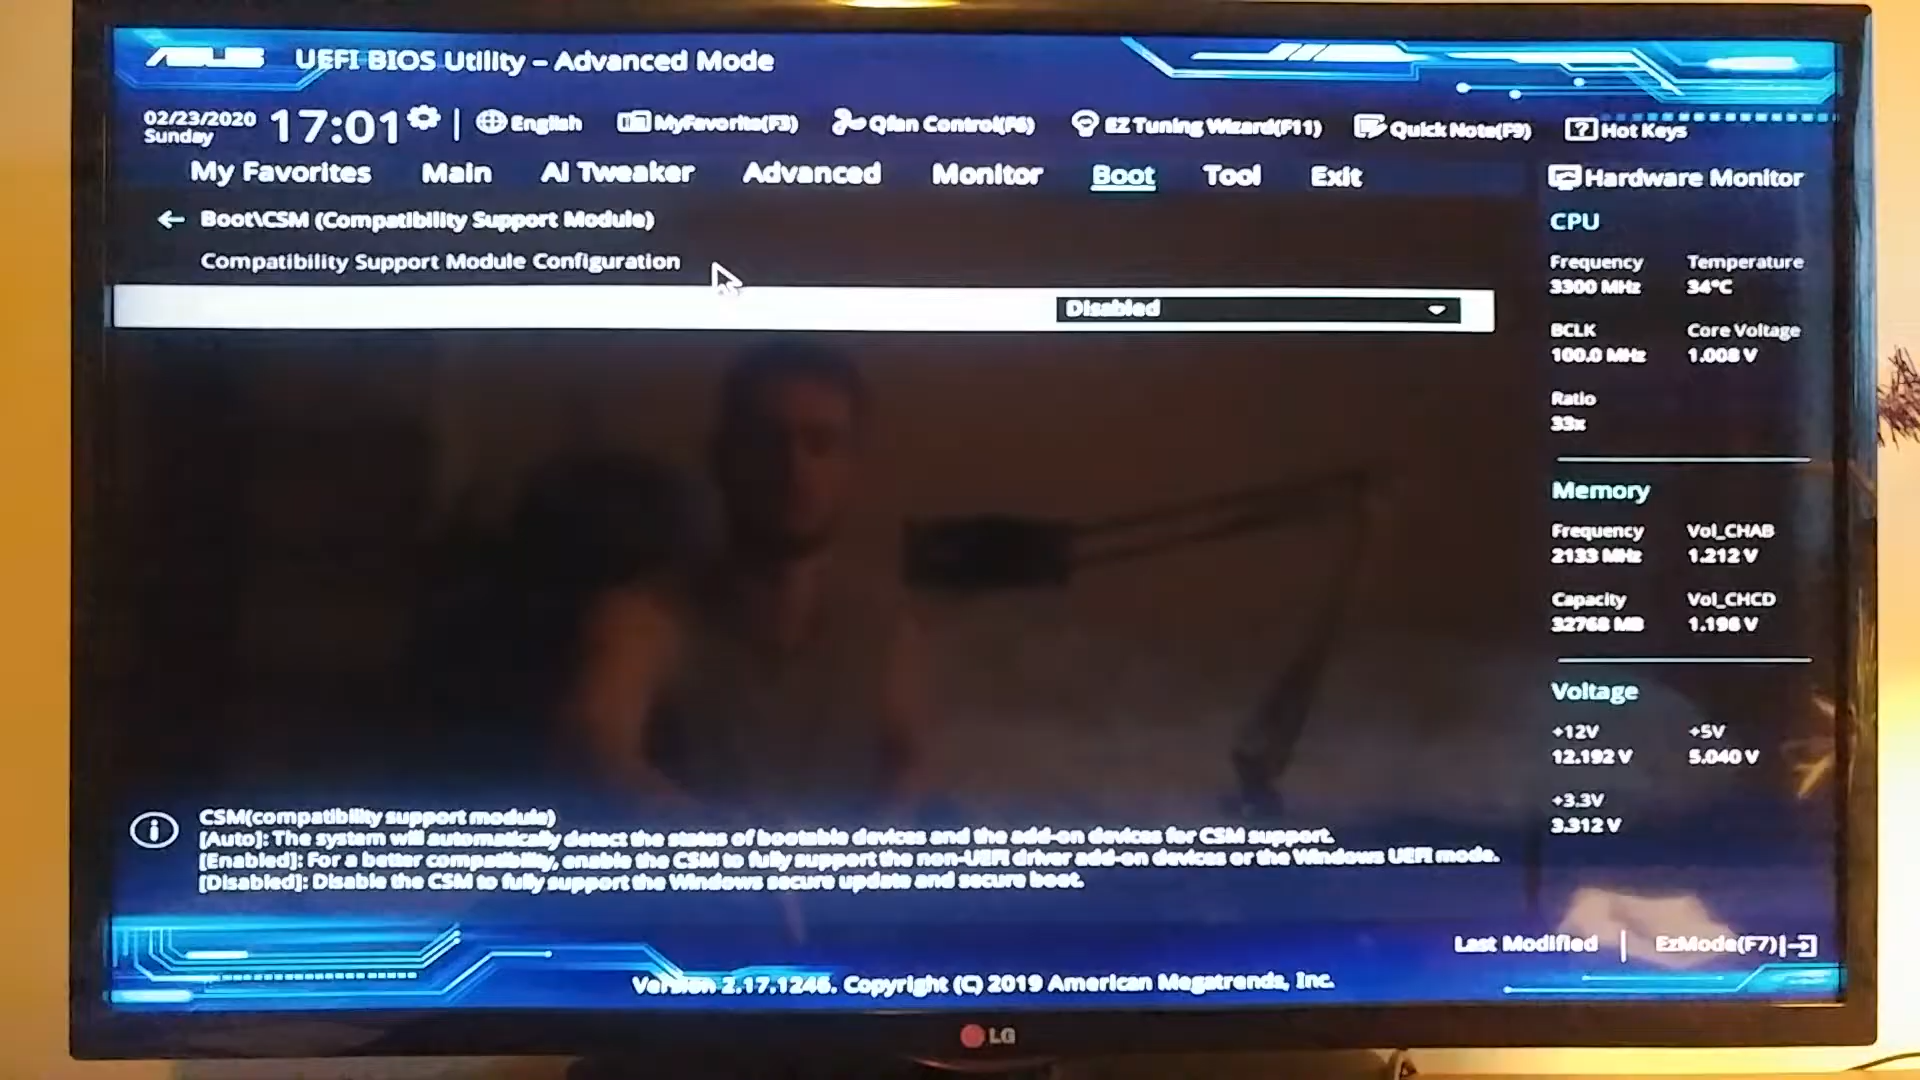 ASUS UEFI BIOS Utility – Advanced Mode
02/23/2020 Sunday 17:01 English MyFavorite(F3) Qfan Control(F6) EZ Tuning Wizard(F11) Quick Note(F9) ? Hot Keys
My Favorites Main Ai Tweaker Advanced Monitor Boot Tool Exit
Boot\CSM (Compatibility Support Module)
Compatibility Support Module Configuration
Disabled
Hardware Monitor
CPU
Frequency Temperature
3300 MHz 34°C
BCLK Core Voltage
100.0 MHz 1.008 V
Ratio
33x
Memory
Frequency Vol_CHAB
2133 MHz 1.212 V
Capacity Vol_CHCD
32768 MB 1.196 V
Voltage
+12V +5V
12.192 V 5.040 V
+3.3V
3.312 V
CSM(compatibility support module)
[Auto]: The system will automatically detect the states of bootable devices and the add-on devices for CSM support.
[Enabled]: For a better compatibility, enable the CSM to fully support the non-UEFI driver add-on devices or the Windows UEFI mode.
[Disabled]: Disable the CSM to fully support the Windows secure update and secure boot.
Last Modified EzMode(F7)
Version 2.17.1246. Copyright (C) 2019 American Megatrends, Inc.
LG